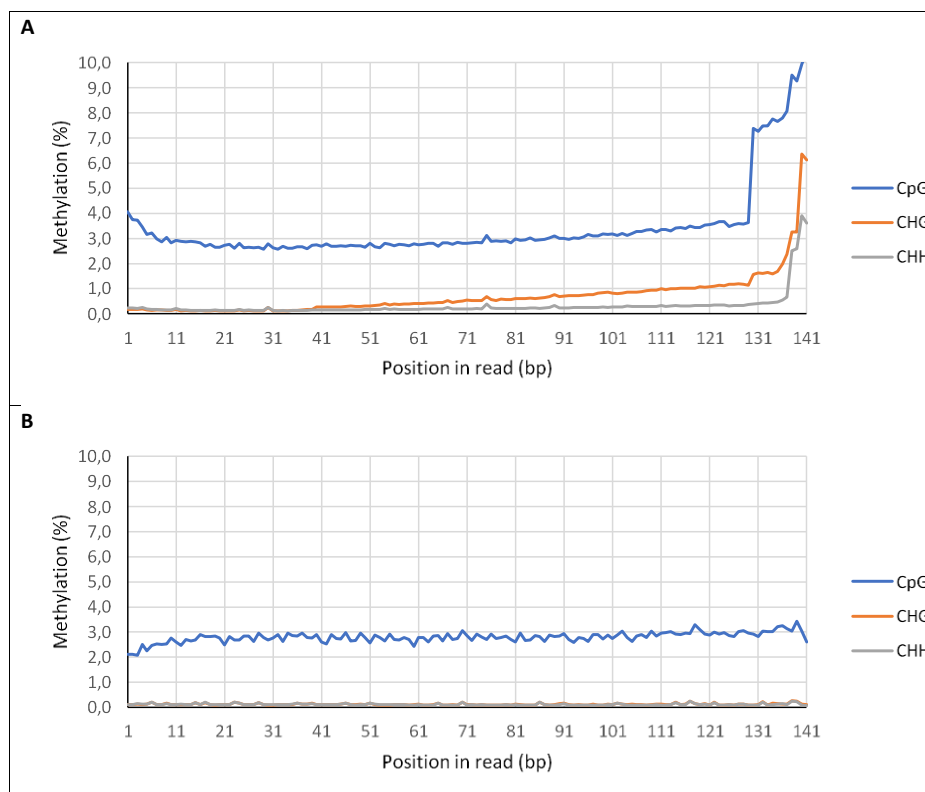 A
10,0
9,0
8,0
7,0
6,0
5,0
4,0
3,0
2,0
1,0
0,0
Methylation (%)
1 11 21 31 41 51 61 71 81 91 101 111 121 131 141
Position in read (bp)
CpG
CHG
CHH
B
10,0
9,0
8,0
7,0
6,0
5,0
4,0
3,0
2,0
1,0
0,0
Methylation (%)
1 11 21 31 41 51 61 71 81 91 101 111 121 131 141
Position in read (bp)
CpG
CHG
CHH